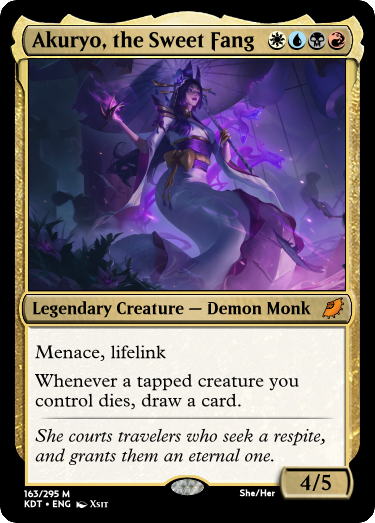 Akuryo, the Sweet Fang
Legendary Creature — Demon Monk
Menace, lifelink
Whenever a tapped creature you
control dies, draw a card.
She courts travelers who seek a respite,
and grants them an eternal one.
4/5
163/295 M
She/Her
KDT • ENG Xsit